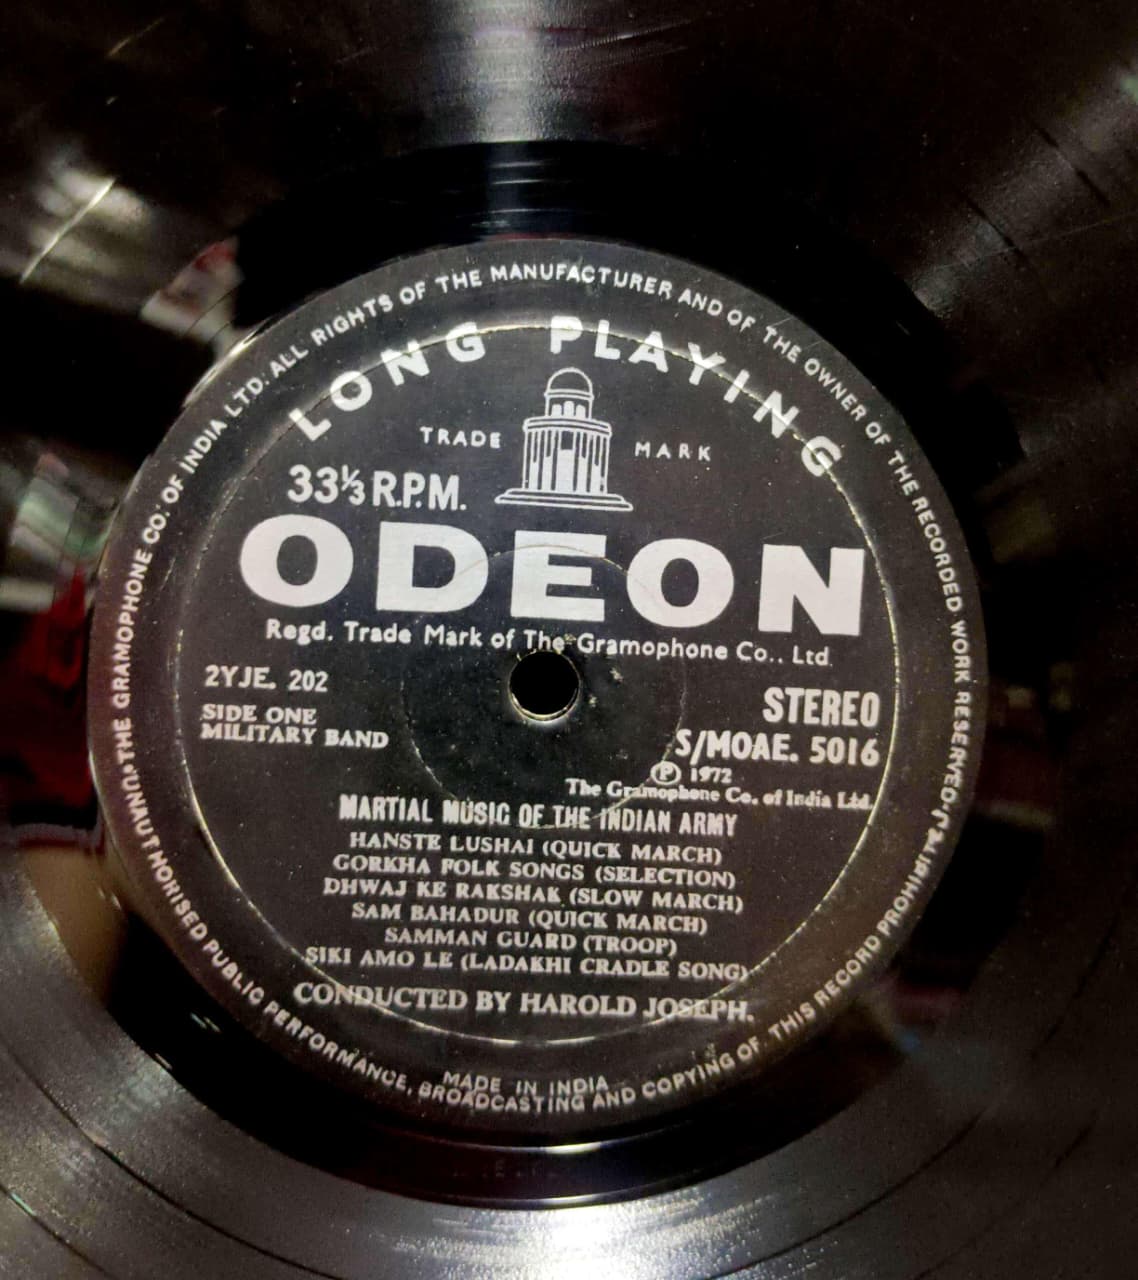 THE GRAMOPHONE CO: OF INDIA LTD. ALL RIGHTS OF THE MANUFACTURER AND OF THE OWNER OF THE RECORDED WORK RESERVED
UNAUTHORISED PUBLIC PERFORMANCE, BROADCASTING AND COPYING OF THIS RECORD PROHIBITED
LONG PLAYING
TRADE MARK
33⅓ R.P.M.
ODEON
Regd. Trade Mark of The Gramophone Co., Ltd.
2YJE. 202
SIDE ONE
MILITARY BAND
STEREO
S/MOAE. 5016
Ⓟ 1972
The Gramophone Co. of India Ltd.
MARTIAL MUSIC OF THE INDIAN ARMY
HANSTE LUSHAI (QUICK MARCH)
GORKHA FOLK SONGS (SELECTION)
DHWAJ KE RAKSHAK (SLOW MARCH)
SAM BAHADUR (QUICK MARCH)
SAMMAN GUARD (TROOP)
SIKI AMO LE (LADAKHI CRADLE SONG)
CONDUCTED BY HAROLD JOSEPH.
MADE IN INDIA